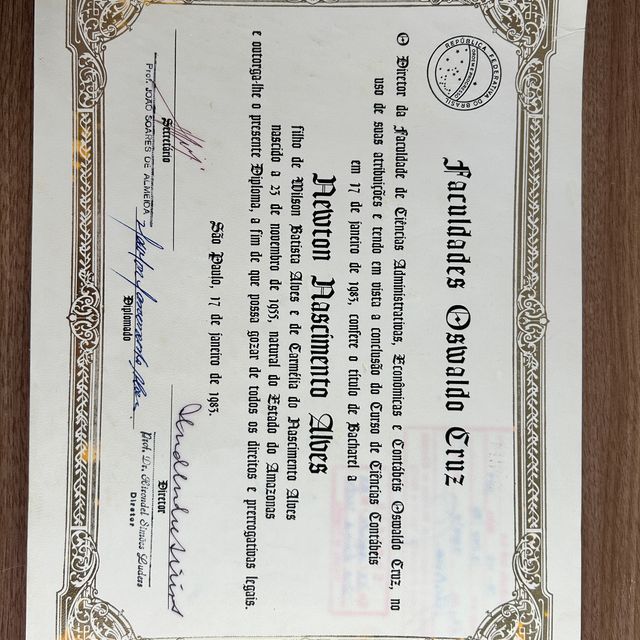 REPÚBLICA FEDERATIVA DO BRASIL
ORDEM E PROGRESSO
Faculdades Oswaldo Cruz
O Diretor da Faculdade de Ciências Administrativas, Econômicas e Contábeis Oswaldo Cruz, no
uso de suas atribuições e tendo em vista a conclusão do Curso de Ciências Contábeis
em 17 de janeiro de 1983, confere o título de Bacharel a
Newton Nascimento Alves
filho de Wilson Batista Alves e de Carmélia do Nascimento Alves
nascido a 23 de novembro de 1955, natural do Estado do Amazonas
e outorga-lhe o presente Diploma, a fim de que possa gozar de todos os direitos e prerrogativas legais.
São Paulo, 17 de janeiro de 1983.
Secretário
Prof. JOÃO SOARES DE ALMEIDA
Diplomado
Diretor
Prof. Dr.
Diretor